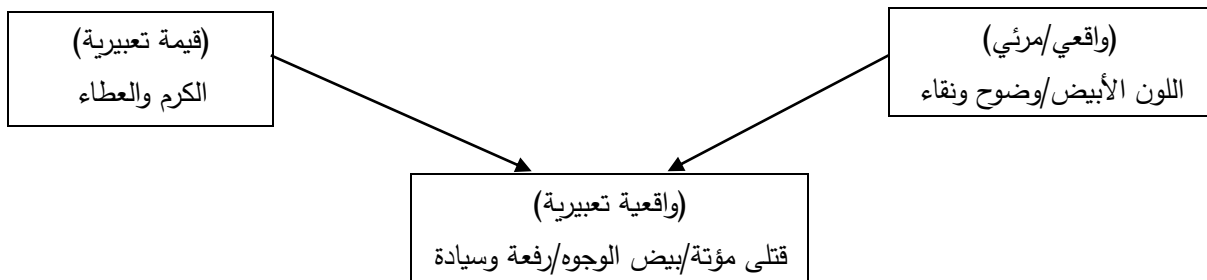 (واقعي/مرئي)
اللون الأبيض/وضوح ونقاء
(قيمة تعبيرية)
الكرم والعطاء
(واقعية تعبيرية)
قتلى مؤتة/بيض الوجوه/رفعة وسيادة